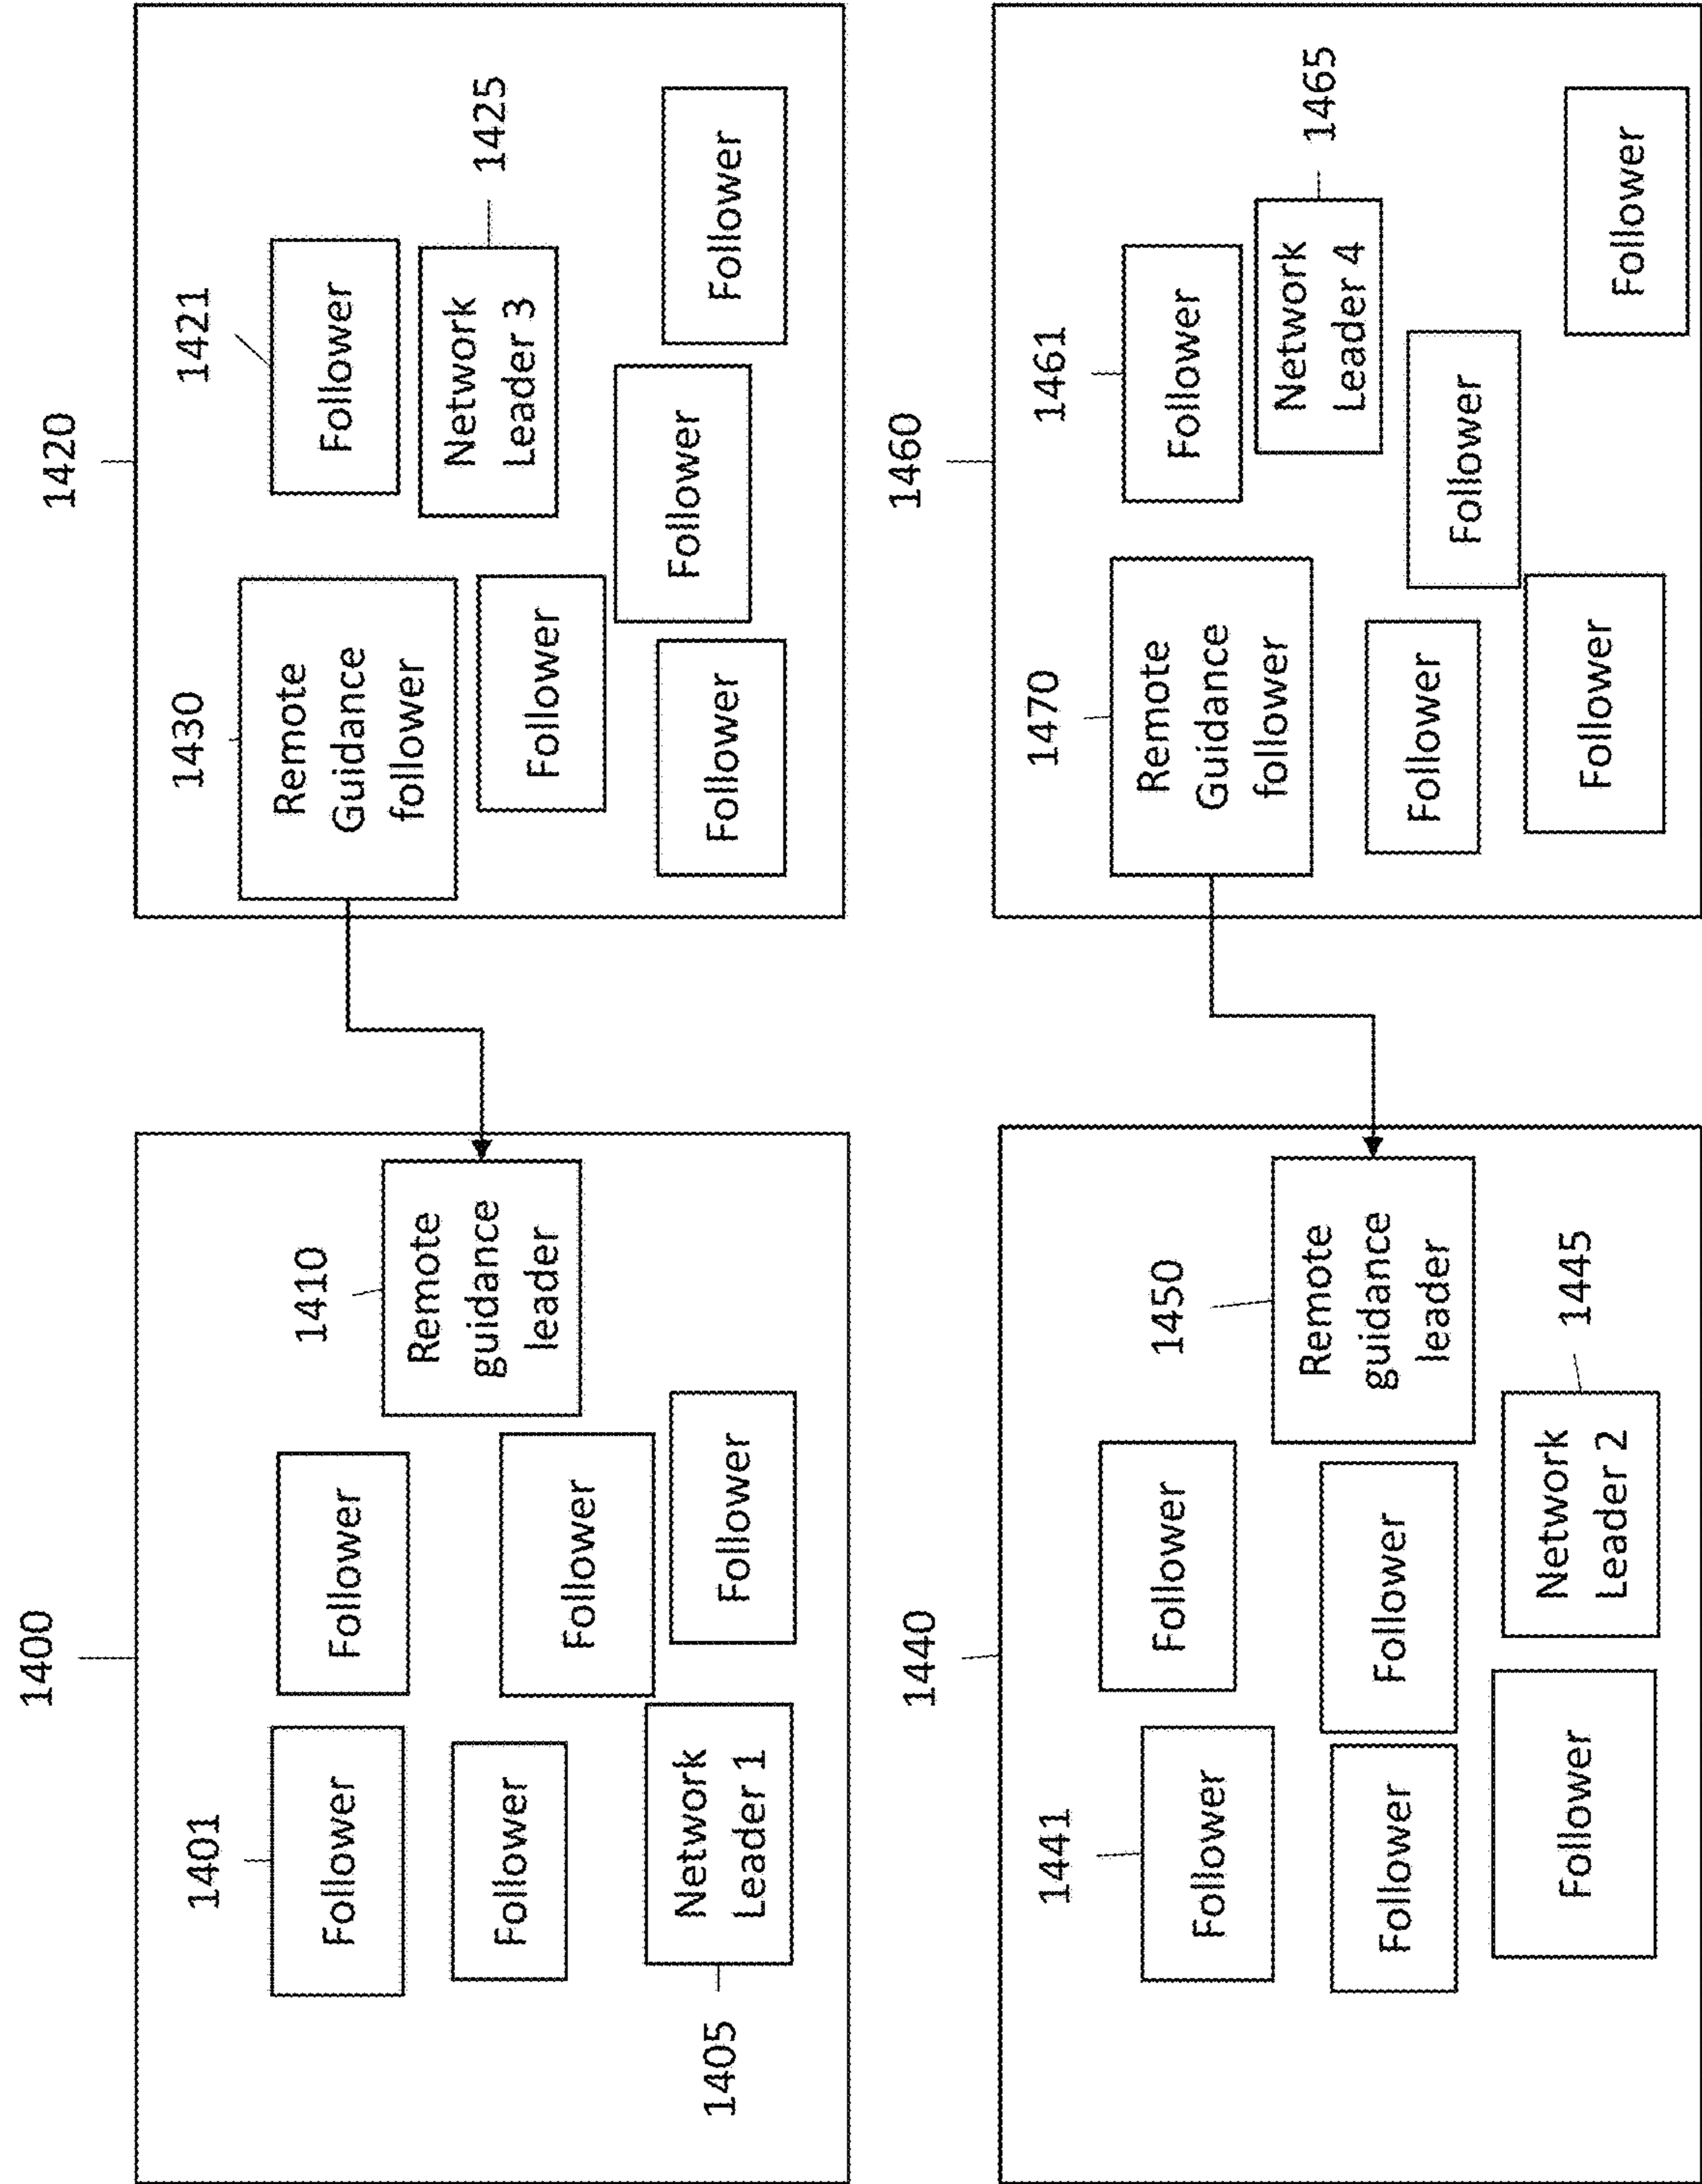 1400
1401
Follower
Follower
1410
Remote
guidance
leader
Follower
Follower
1405
Network
Leader 1
Follower
1420
1430
Remote
Guidance
follower
1421
Follower
1425
Network
Leader 3
Follower
Follower
Follower
Follower
1440
1441
Follower
Follower
1450
Remote
guidance
leader
Follower
Follower
Follower
Network
Leader 2
1445
1460
1470
Remote
Guidance
follower
1461
Follower
1465
Network
Leader 4
Follower
Follower
Follower
Follower